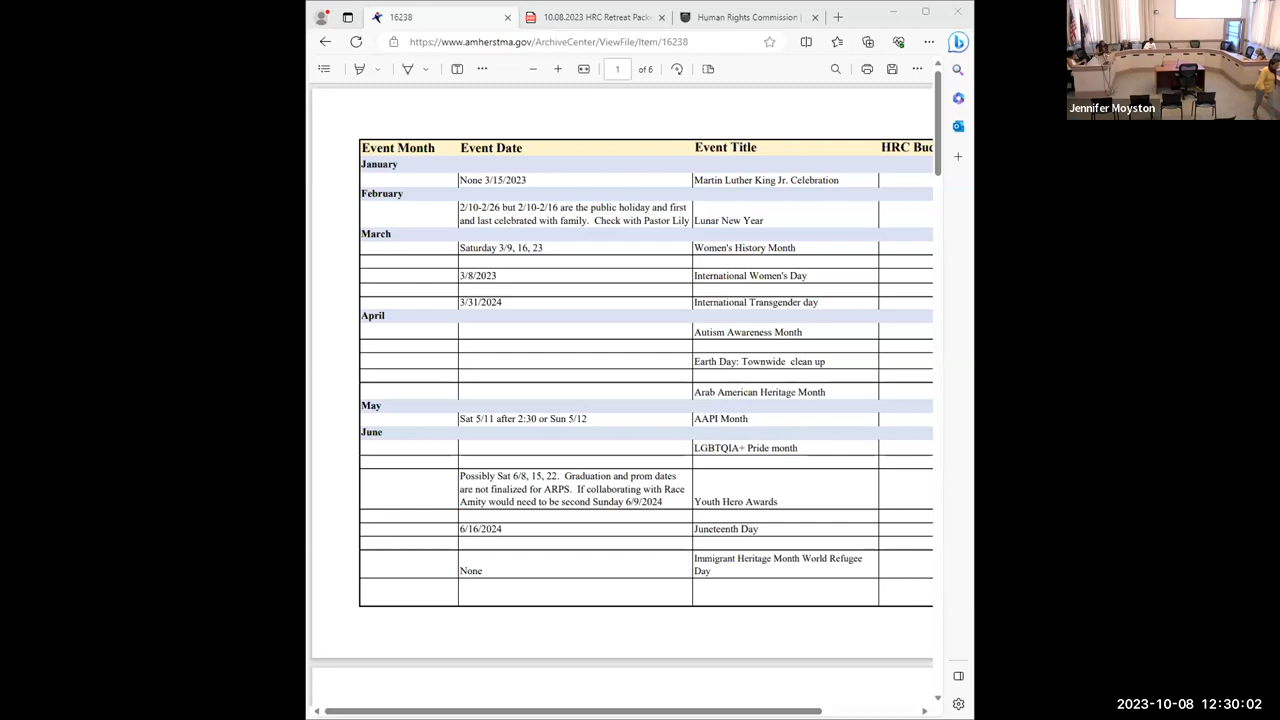 16238
10.08.2023 HRC Retreat Pack
Human Rights Commission |
https://www.amherstma.gov/ArchiveCenter/ViewFile/Item/16238
1 of 6
Jennifer Moyston
Event Month Event Date Event Title HRC Buc
January
None 3/15/2023 Martin Luther King Jr. Celebration
February
2/10-2/26 but 2/10-2/16 are the public holiday and first
and last celebrated with family. Check with Pastor Lily Lunar New Year
March
Saturday 3/9, 16, 23 Women's History Month
3/8/2023 International Women's Day
3/31/2024 International Transgender day
April
Autism Awareness Month
Earth Day: Townwide clean up
Arab American Heritage Month
May
Sat 5/11 after 2:30 or Sun 5/12 AAPI Month
June
LGBTQIA+ Pride month
Possibly Sat 6/8, 15, 22. Graduation and prom dates
are not finalized for ARPS. If collaborating with Race
Amity would need to be second Sunday 6/9/2024 Youth Hero Awards
6/16/2024 Juneteenth Day
Immigrant Heritage Month World Refugee
None Day
2023-10-08 12:30:02